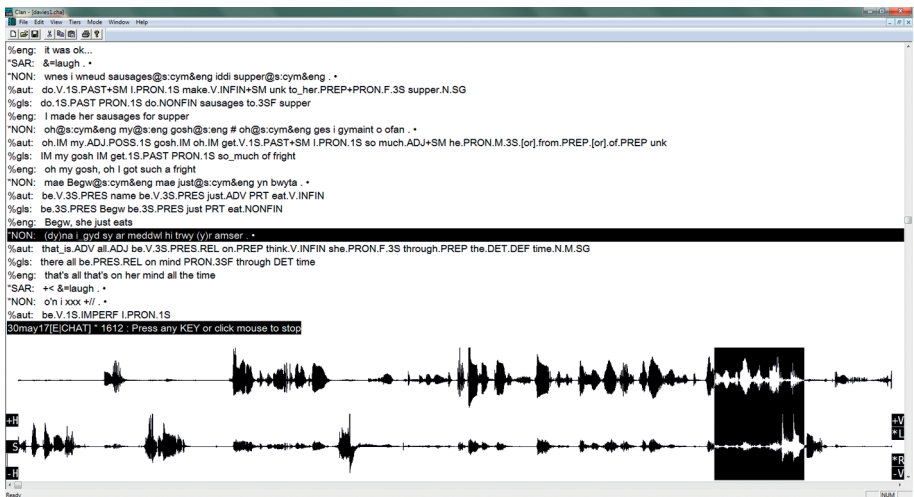 Clan - [davies1.cha]
File Edit View Tiers Mode Window Help
%eng: it was ok...
*SAR: &=laugh . •
*NON: wnes i wneud sausages@s:cym&eng iddi supper@s:cym&eng . •
%aut: do.V.1S.PAST+SM I.PRON.1S make.V.INFIN+SM unk to_her.PREP+PRON.F.3S supper.N.SG
%gls: do.1S.PAST PRON.1S do.NONFIN sausages to.3SF supper
%eng: I made her sausages for supper
*NON: oh@s:cym&eng my@s:eng gosh@s:eng # oh@s:cym&eng ges i gymaint o ofan . •
%aut: oh.IM my.ADJ.POSS.1S gosh.IM oh.IM get.V.1S.PAST+SM I.PRON.1S so much.ADJ+SM he.PRON.M.3S.[or].from.PREP.[or].of.PREP unk
%gls: IM my gosh IM get.1S.PAST PRON.1S so_much of fright
%eng: oh my gosh, oh I got such a fright
*NON: mae Begw@s:cym&eng mae just@s:cym&eng yn bwyta . •
%aut: be.V.3S.PRES name be.V.3S.PRES just.ADV PRT eat.V.INFIN
%gls: be.3S.PRES Begw be.3S.PRES just PRT eat.NONFIN
%eng: Begw, she just eats
*NON: (dy)na i_gyd sy ar meddwl hi trwy (y)r amser . •
%aut: that_is.ADV all.ADJ be.V.3S.PRES.REL on.PREP think.V.INFIN she.PRON.F.3S through.PREP the.DET.DEF time.N.M.SG
%gls: there all be.PRES.REL on mind PRON.3SF through DET time
%eng: that's all that's on her mind all the time
*SAR: +< &=laugh . •
*NON: o'n i xxx +// . •
%aut: be.V.1S.IMPERF I.PRON.1S
30may17[E|CHAT] * 1612 : Press any KEY or click mouse to stop
+H +V
*L
S
*R
-H -V
Ready NUM